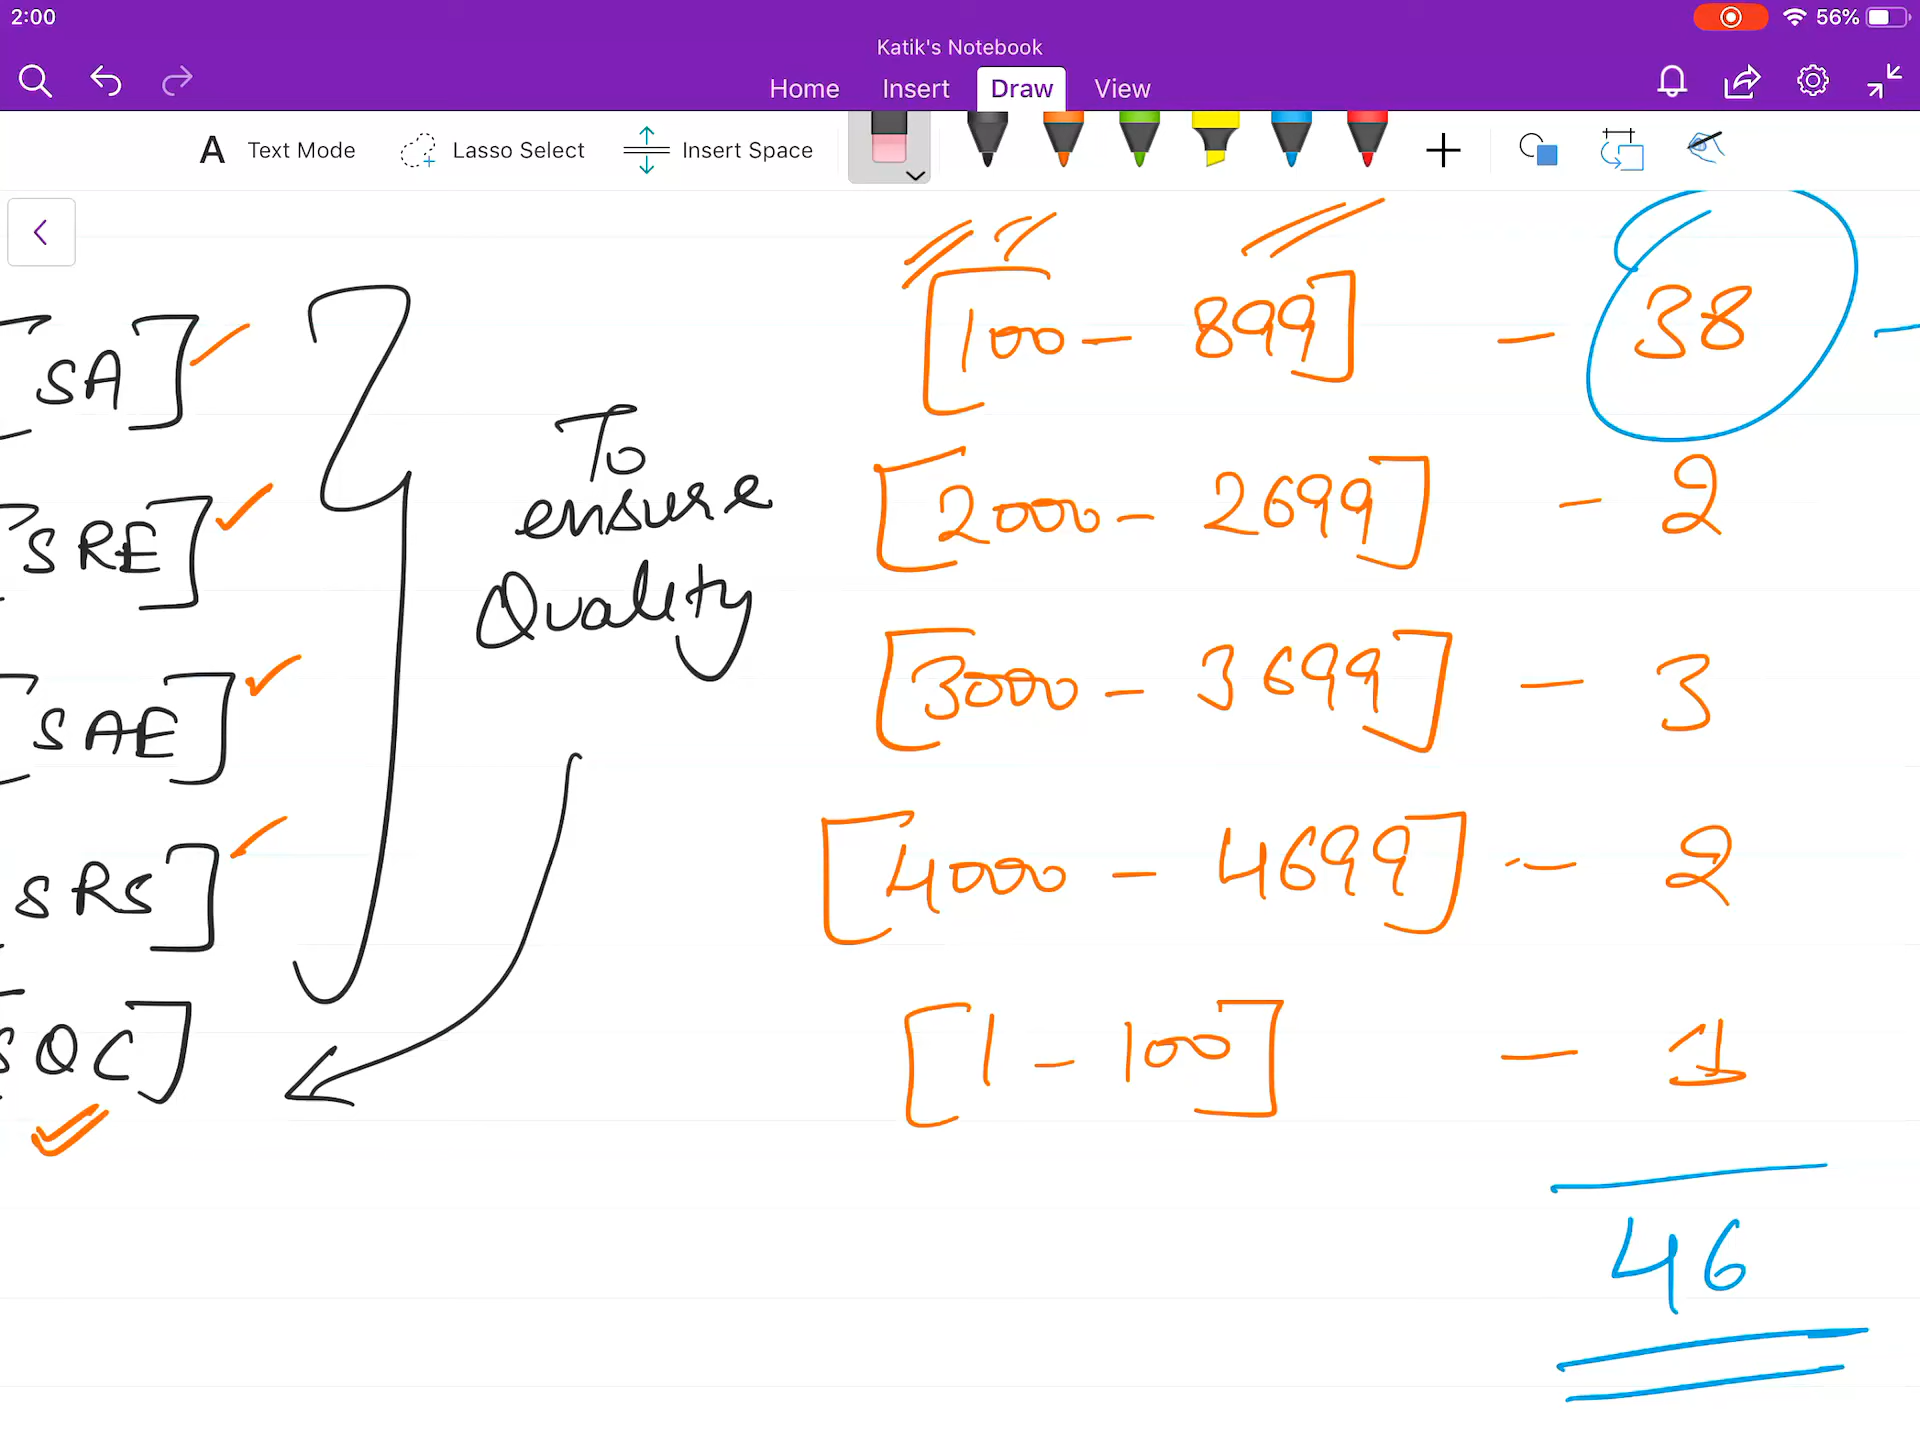 2:00
56%
Katik's Notebook
Home Insert Draw View
A Text Mode Lasso Select Insert Space
[100 - 899] - 38 -
[SA]
To
ensure
Quality
[2000 - 2699] - 2
[SRE]
[3000 - 3699] - 3
[SAE]
[4000 - 4699] - 2
[SRS]
[1 - 100] - 1
SQC]
46